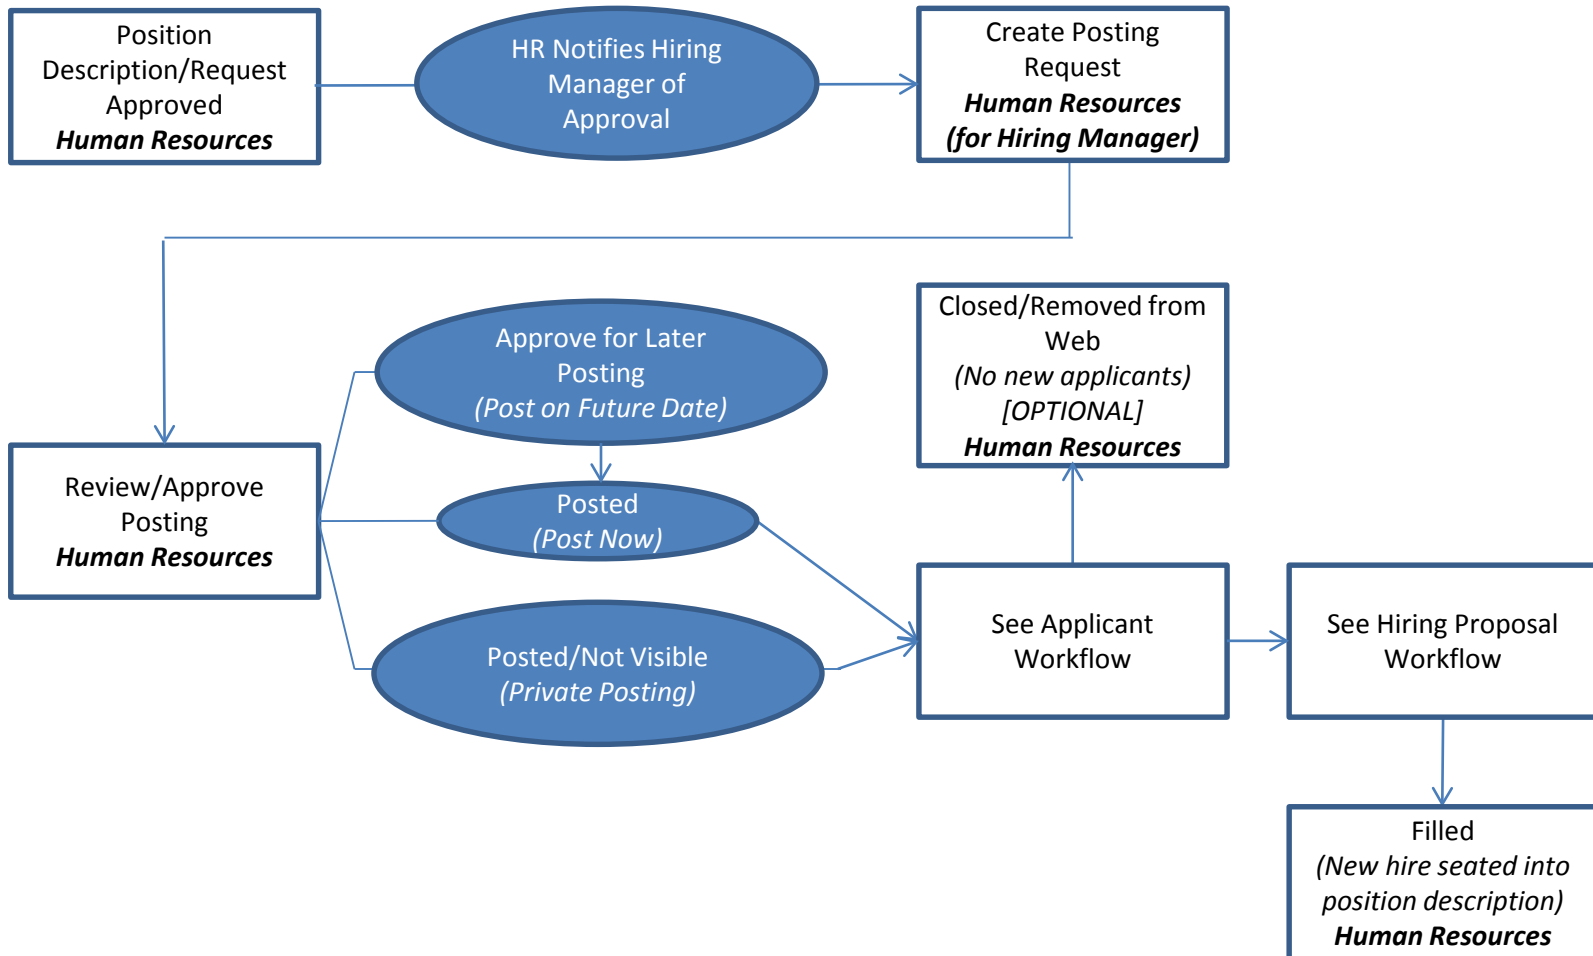 Position
Description/Request
Approved
Human Resources
HR Notifies Hiring
Manager of
Approval
Create Posting
Request
Human Resources
(for Hiring Manager)
Approve for Later
Posting
(Post on Future Date)
Closed/Removed from
Web
(No new applicants)
[OPTIONAL]
Human Resources
Review/Approve
Posting
Human Resources
Posted
(Post Now)
Posted/Not Visible
(Private Posting)
See Applicant
Workflow
See Hiring Proposal
Workflow
Filled
(New hire seated into
position description)
Human Resources